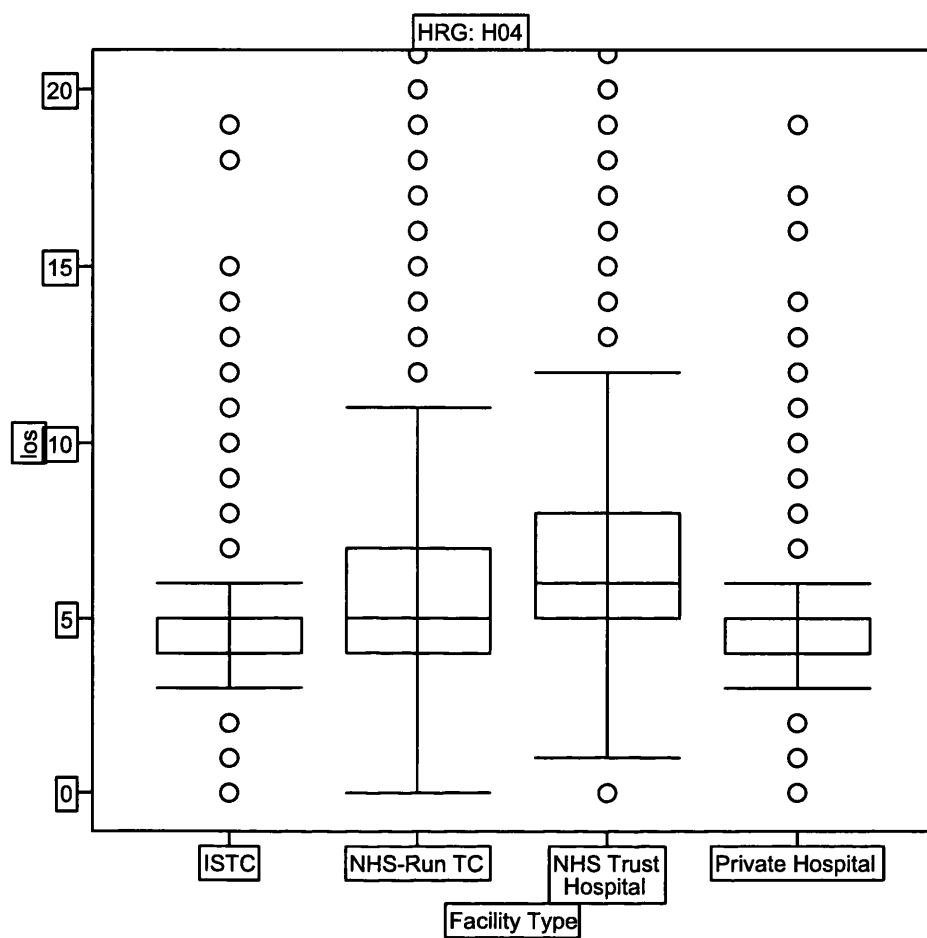 HRG: H04
20
15
10
5
0
los
ISTC
NHS-Run TC
NHS Trust
Hospital
Private Hospital
Facility Type